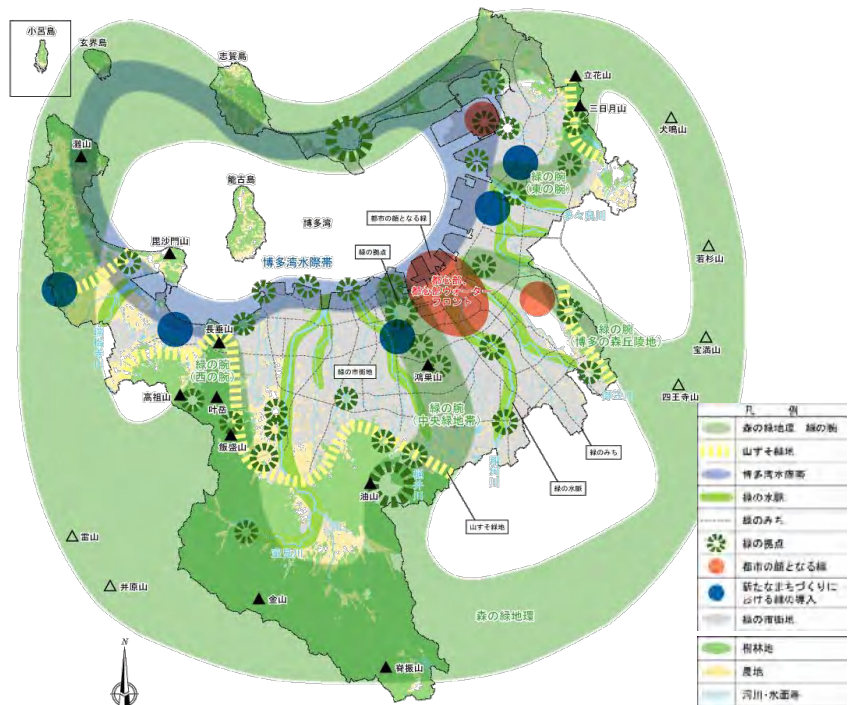 小呂島
玄界島
志賀島
立花山
三日月山
犬鳴山
灘山
能古島
博多湾
緑の腕
(東の腕)
多々良川
都市の顔となる緑
毘沙門山
博多湾水際帯
緑の拠点
都心部、
都心部ウォーター
フロント
若杉山
緑の腕
(博多の森丘陵地)
宝満山
長垂山
緑の腕
(西の腕)
緑の市街地
鴻巣山
四王寺山
高祖山
叶岳
緑の腕
(中央緑地帯)
飯盛山
緑のみち
那珂川
樋井川
緑の水脈
油山
山すそ緑地
室見川
雷山
井原山
金山
森の緑地環
脊振山
N
凡 例
森の緑地環 緑の腕
山すそ緑地
博多湾水際帯
緑の水脈
緑のみち
緑の拠点
都市の顔となる緑
新たなまちづくりに
おける緑の導入
緑の市街地
樹林地
農地
河川・水面等